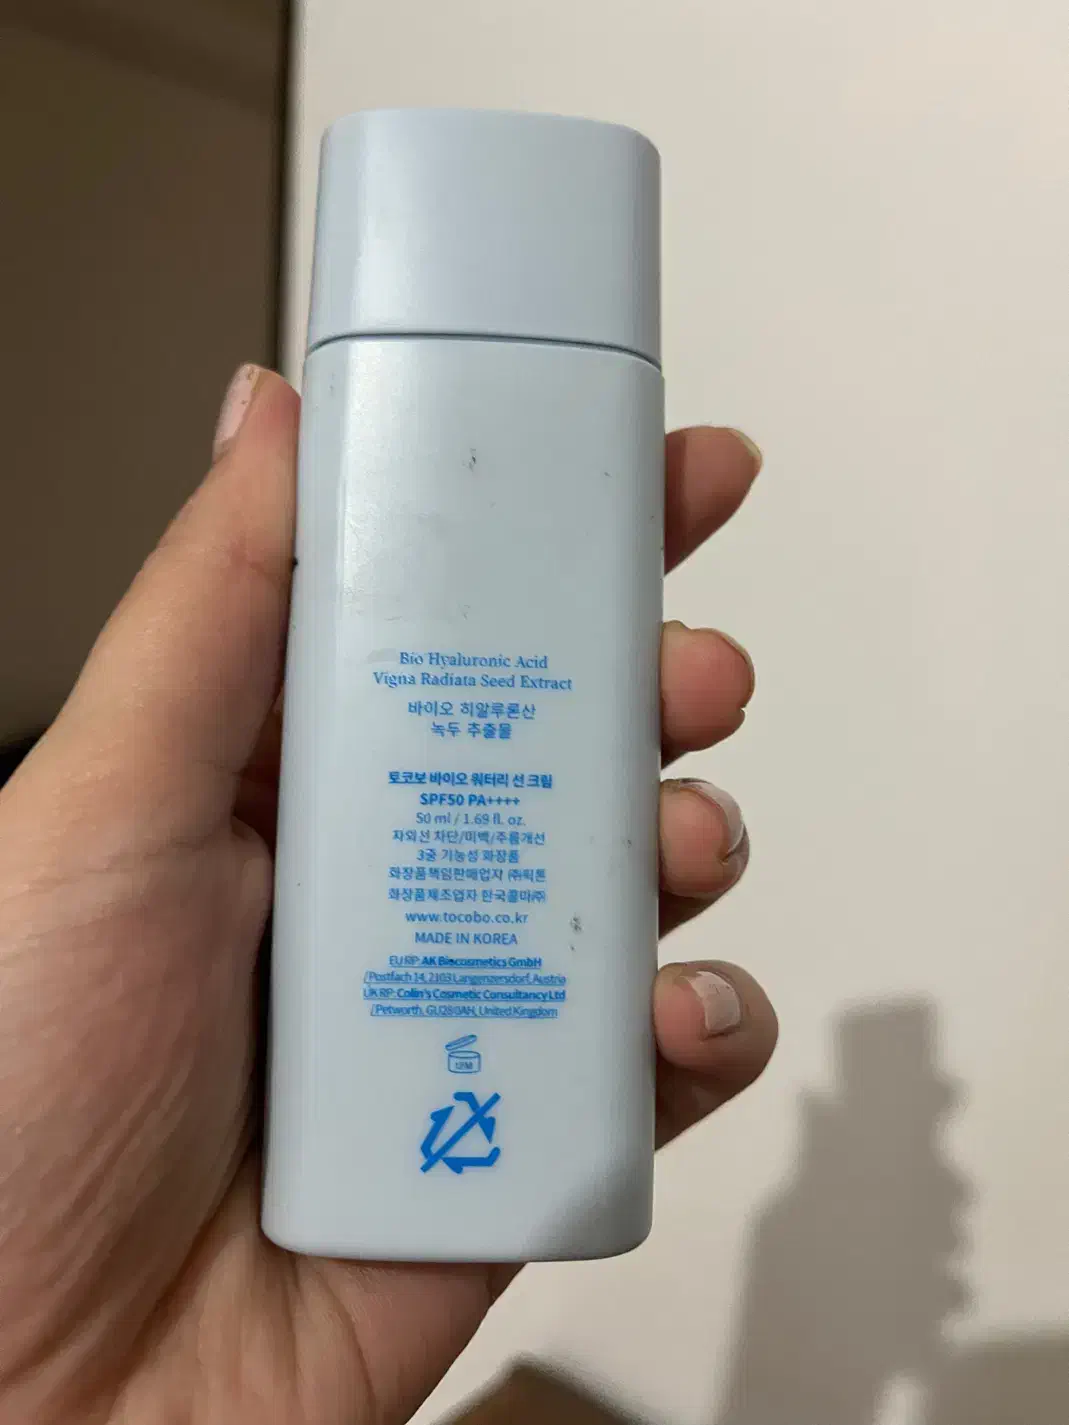 Bio Hyaluronic Acid
Vigna Radiata Seed Extract
바이오 히알루론산
녹두 추출물
토코보 바이오 워터리 선 크림
SPF50 PA++++
50 ml / 1.69 fl. oz.
자외선 차단/미백/주름개선
3중 기능성 화장품
화장품책임판매업자 ㈜픽톤
화장품제조업자 한국콜마㈜
www.tocobo.co.kr
MADE IN KOREA
EU RP: AK Biocosmetics GmbH
/ Postfach 14, 2103 Langenzersdorf, Austria
UK RP: Colin's Cosmetic Consultancy Ltd
/ Petworth, GU28 0AH, United Kingdom
12M